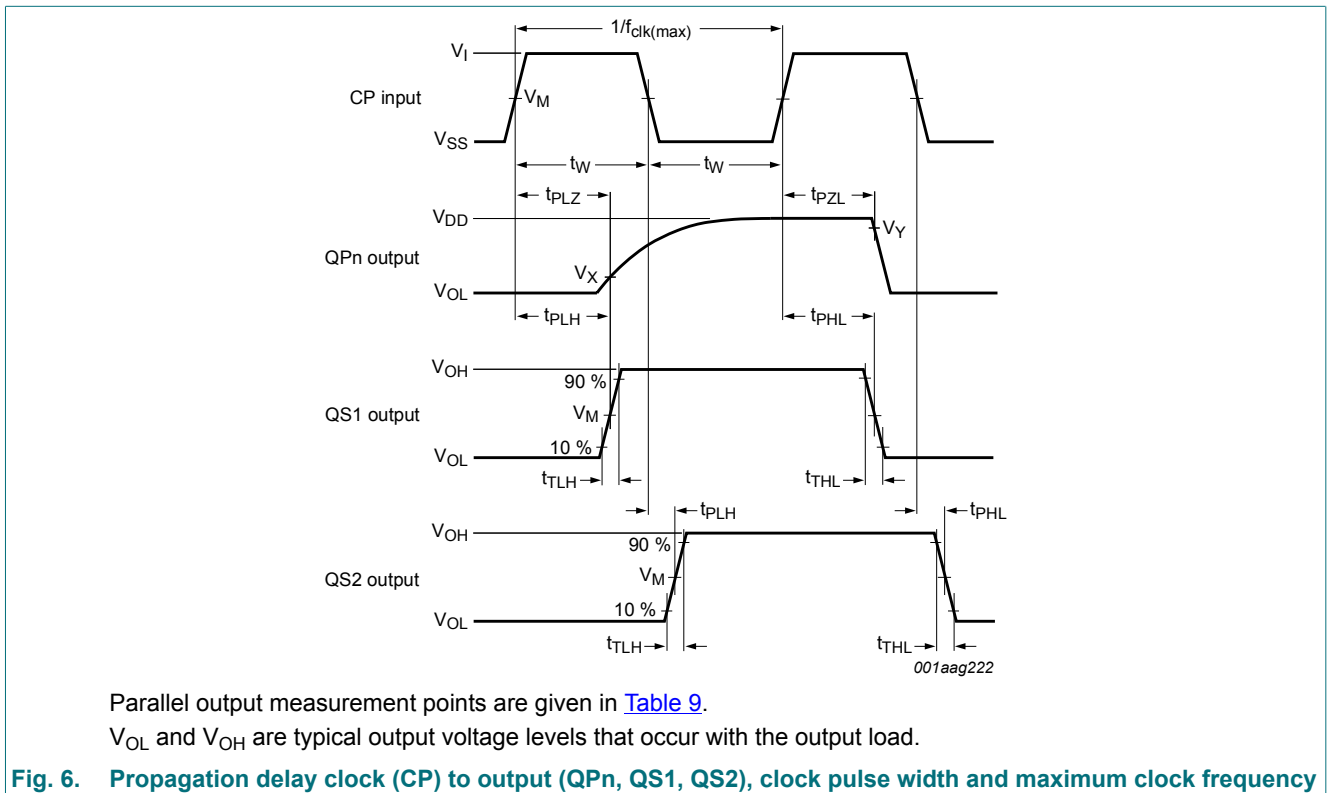 1/fclk(max)
VI
CP input
VM
VSS
tW
tW
tPLZ
tPZL
VDD
VY
QPn output
VX
VOL
tPLH
tPHL
VOH
90 %
QS1 output
VM
10 %
VOL
tTLH
tTHL
tPLH
tPHL
VOH
90 %
QS2 output
VM
10 %
VOL
tTLH
tTHL
001aag222
Parallel output measurement points are given in Table 9.
VOL and VOH are typical output voltage levels that occur with the output load.
Fig. 6. Propagation delay clock (CP) to output (QPn, QS1, QS2), clock pulse width and maximum clock frequency